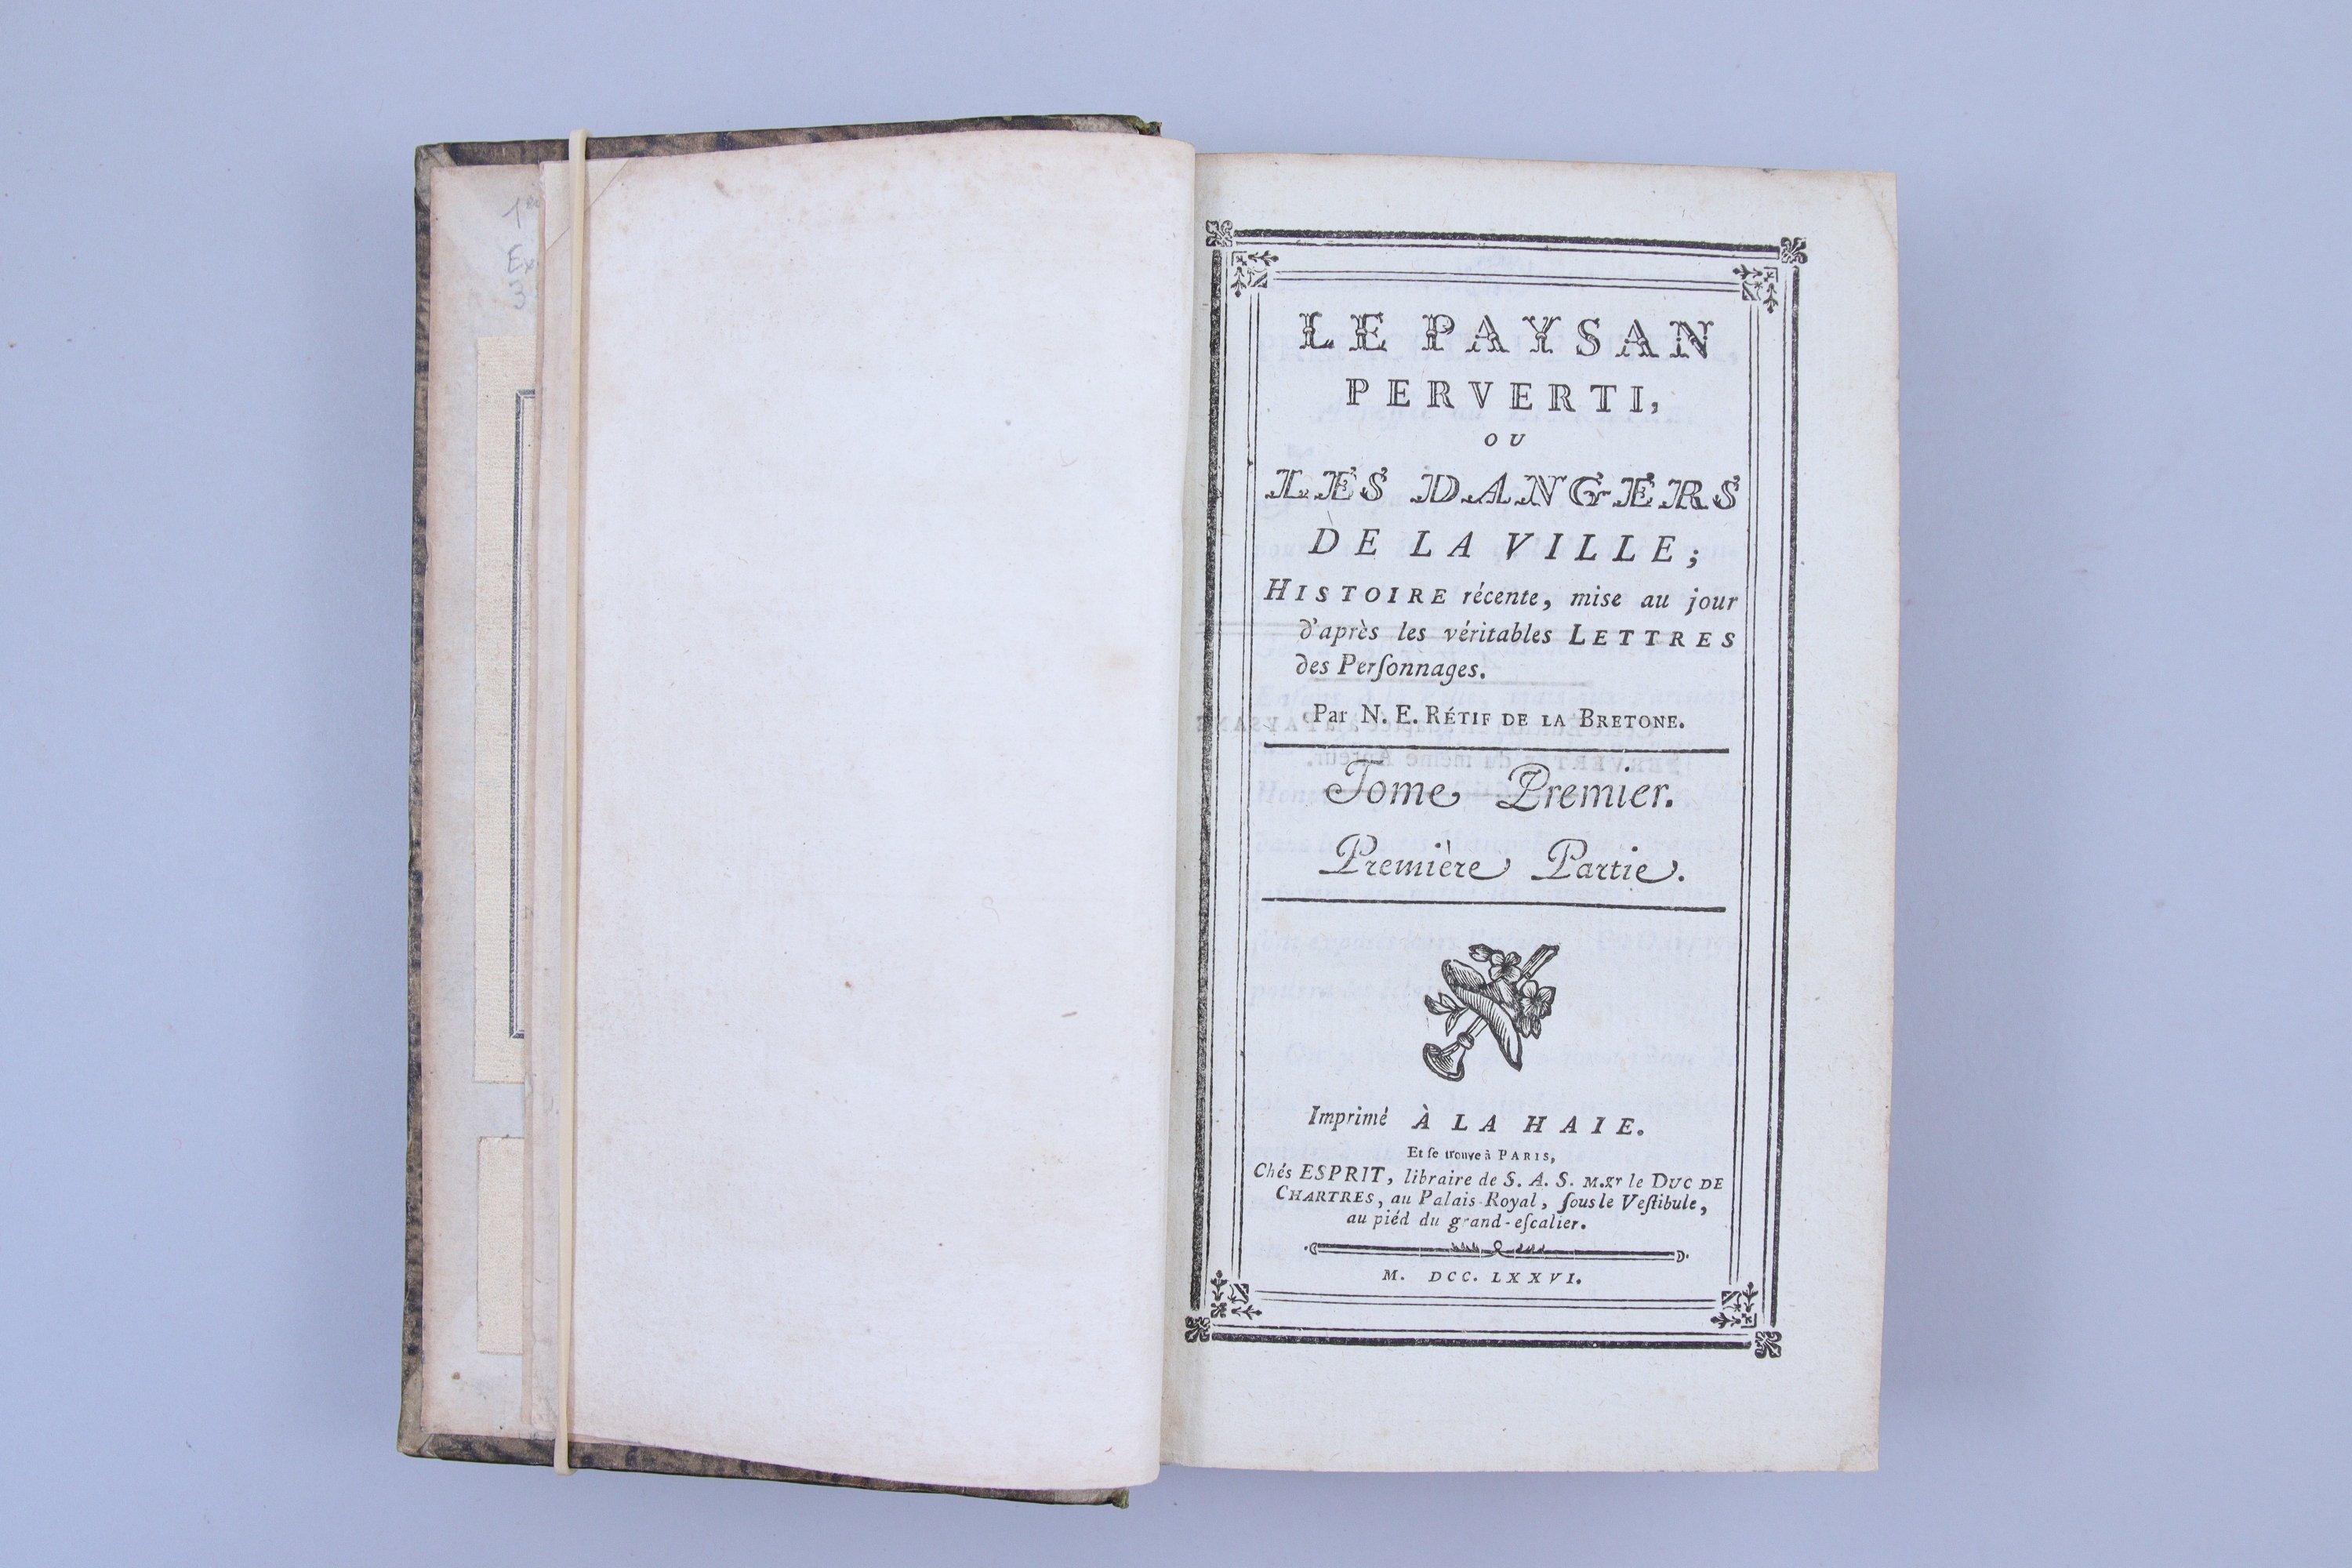 LE PAYSAN
PERVERTI,
OU
LES DANGERS
DE LA VILLE;
HISTOIRE récente, mise au jour
d'après les véritables LETTRES
des Perſonnages.
Par N. E. RÉTIF DE LA BRETONE.
Tome Premier.
Première Partie.
Imprimé À LA HAIE.
Et ſe trouve à PARIS,
Chés ESPRIT, libraire de S. A. S. M.gr le DUC DE
CHARTRES, au Palais-Royal, ſous le Veſtibule,
au piéd du grand-eſcalier.
M. DCC. LXXVI.